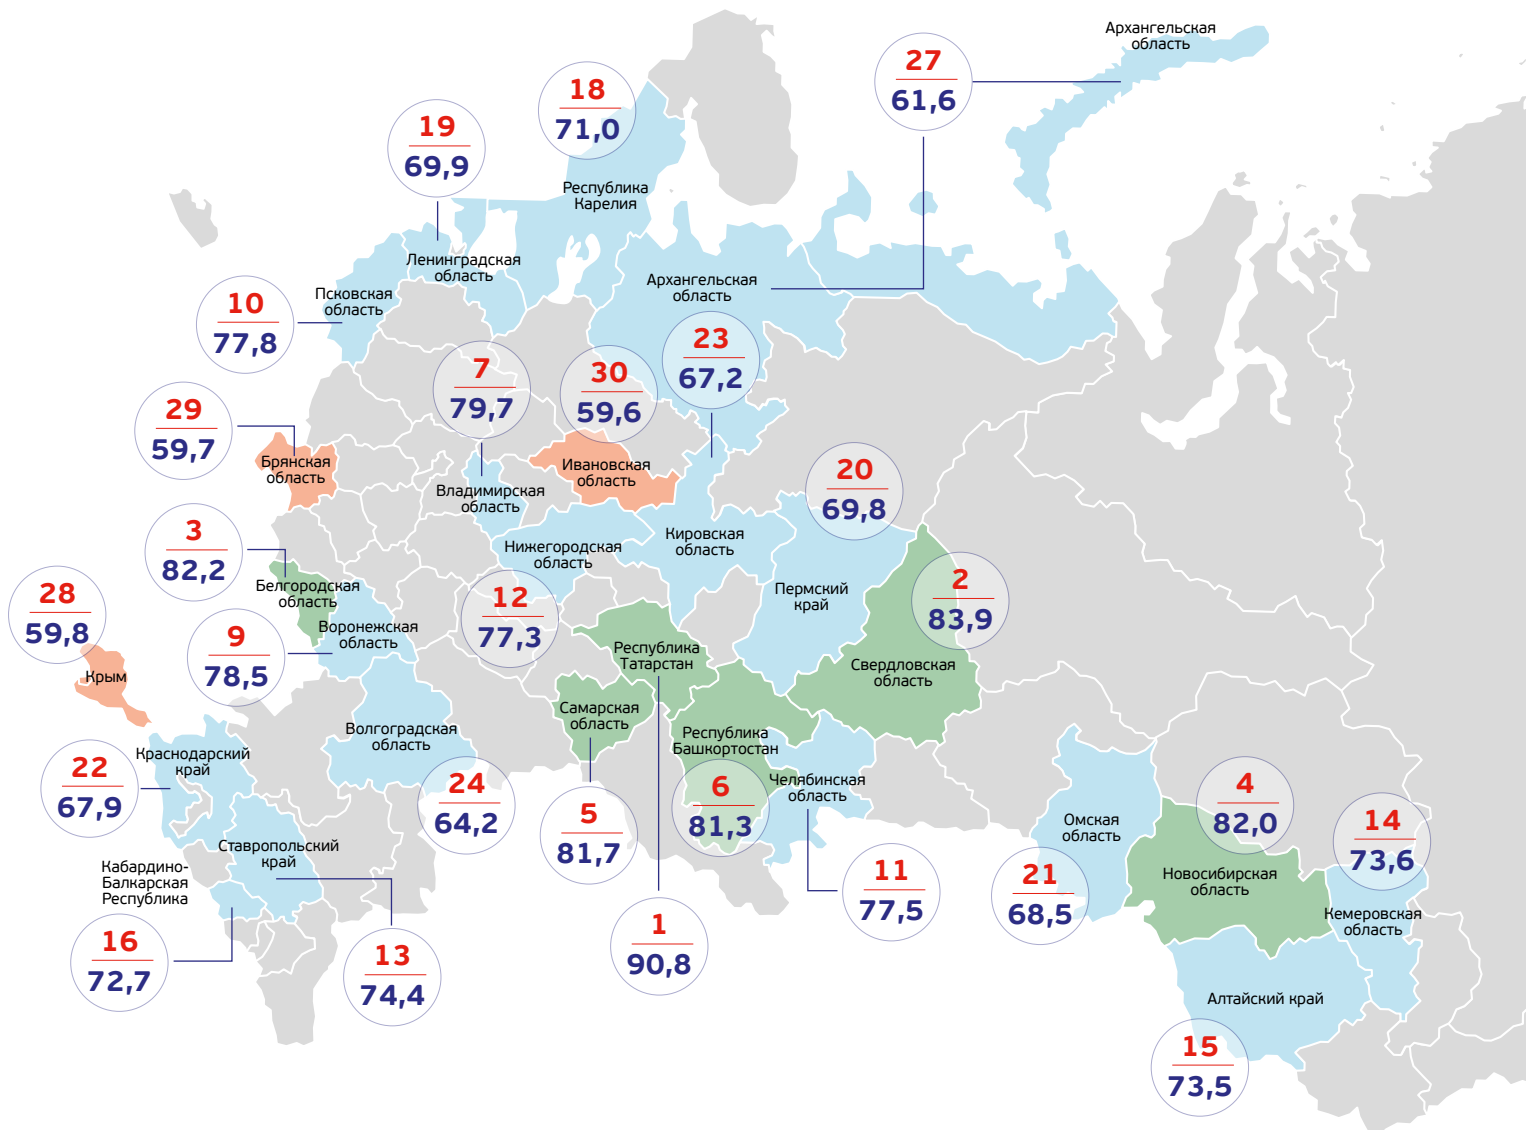 Архангельская
область
27
61,6
18
71,0
19
69,9
Республика
Карелия
Ленинградская
область
Архангельская
область
Псковская
область
10
77,8
23
67,2
7
79,7
30
59,6
29
59,7
Брянская
область
Ивановская
область
Владимирская
область
20
69,8
3
82,2
Кировская
область
Нижегородская
область
Белгородская
область
Пермский
край
2
83,9
28
59,8
12
77,3
Воронежская
область
9
78,5
Республика
Татарстан
Свердловская
область
Крым
Самарская
область
Волгоградская
область
Республика
Башкортостан
Краснодарский
край
22
67,9
24
64,2
5
81,7
6
81,3
Челябинская
область
4
82,0
14
73,6
Омская
область
Ставропольский
край
Кабардино-
Балкарская
Республика
11
77,5
21
68,5
Новосибирская
область
Кемеровская
область
1
90,8
16
72,7
13
74,4
Алтайский край
15
73,5